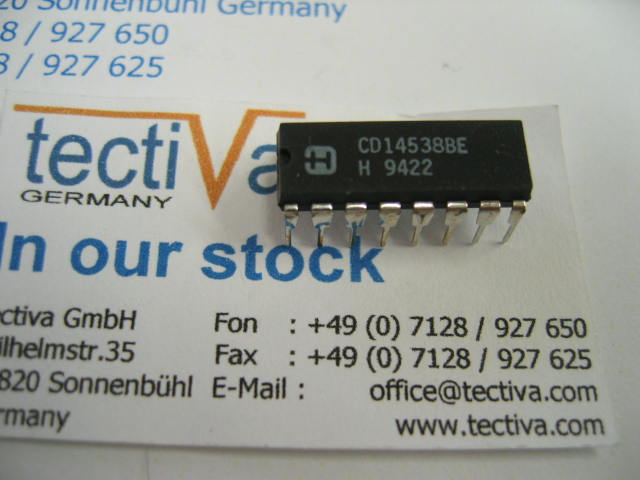 820 Sonnenbühl Germany
8 / 927 650
8 / 927 625
tectiva
GERMANY
CD14538BE
H 9422
In our stock
ectiva GmbH
ilhelmstr.35
820 Sonnenbühl
rmany
Fon : +49 (0) 7128 / 927 650
Fax : +49 (0) 7128 / 927 625
E-Mail : office@tectiva.com
www.tectiva.com